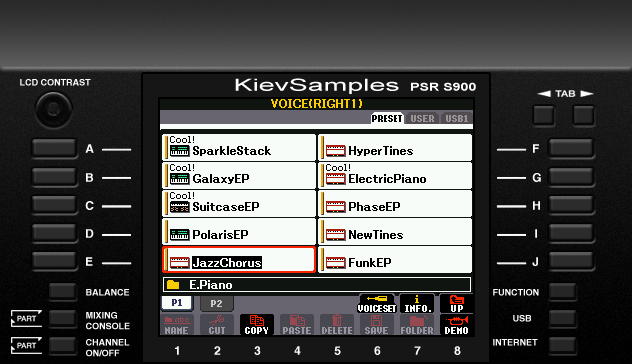 LCD CONTRAST
KievSamples PSR S900
TAB
VOICE(RIGHT1)
PRESET USER USB1
Cool!
SparkleStack
HyperTines
Cool!
GalaxyEP
Cool!
ElectricPiano
Cool!
SuitcaseEP
PhaseEP
PolarisEP
NewTines
JazzChorus
FunkEP
E.Piano
P1 P2
VOICESET INFO. UP
NAME CUT COPY PASTE DELETE SAVE FOLDER DEMO
1 2 3 4 5 6 7 8
A
B
C
D
E
BALANCE
PART
MIXING
CONSOLE
PART
CHANNEL
ON/OFF
F
G
H
I
J
FUNCTION
USB
INTERNET